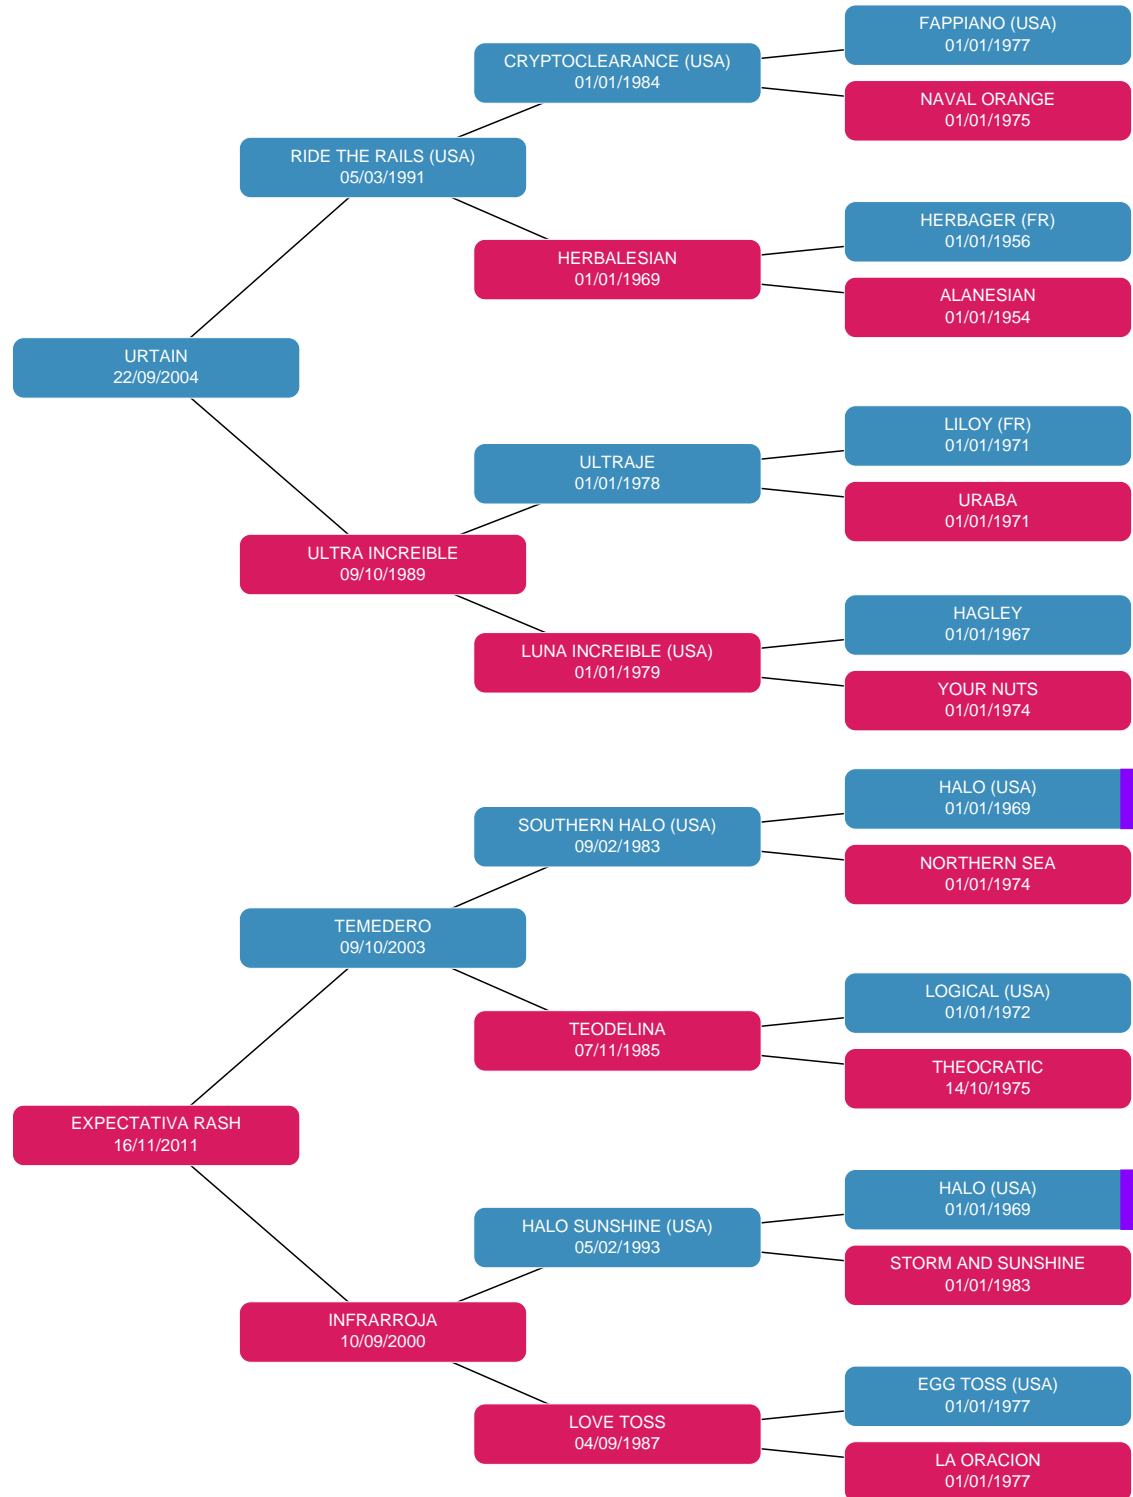 FAPPIANO (USA)
01/01/1977
CRYPTOCLEARANCE (USA)
01/01/1984
NAVAL ORANGE
01/01/1975
RIDE THE RAILS (USA)
05/03/1991
HERBAGER (FR)
01/01/1956
HERBALESIAN
01/01/1969
ALANESIAN
01/01/1954
URTAIN
22/09/2004
LILOY (FR)
01/01/1971
ULTRAJE
01/01/1978
URABA
01/01/1971
ULTRA INCREIBLE
09/10/1989
HAGLEY
01/01/1967
LUNA INCREIBLE (USA)
01/01/1979
YOUR NUTS
01/01/1974
HALO (USA)
01/01/1969
SOUTHERN HALO (USA)
09/02/1983
NORTHERN SEA
01/01/1974
TEMEDERO
09/10/2003
LOGICAL (USA)
01/01/1972
TEODELINA
07/11/1985
THEOCRATIC
14/10/1975
EXPECTATIVA RASH
16/11/2011
HALO (USA)
01/01/1969
HALO SUNSHINE (USA)
05/02/1993
STORM AND SUNSHINE
01/01/1983
INFRARROJA
10/09/2000
EGG TOSS (USA)
01/01/1977
LOVE TOSS
04/09/1987
LA ORACION
01/01/1977